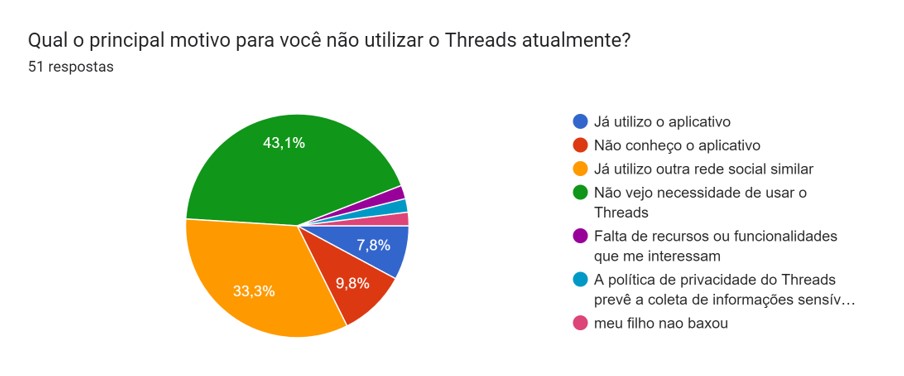 Qual o principal motivo para você não utilizar o Threads atualmente?
51 respostas
43,1%
7,8%
9,8%
33,3%
Já utilizo o aplicativo
Não conheço o aplicativo
Já utilizo outra rede social similar
Não vejo necessidade de usar o
Threads
Falta de recursos ou funcionalidades
que me interessam
A política de privacidade do Threads
prevê a coleta de informações sensív…
meu filho nao baxou